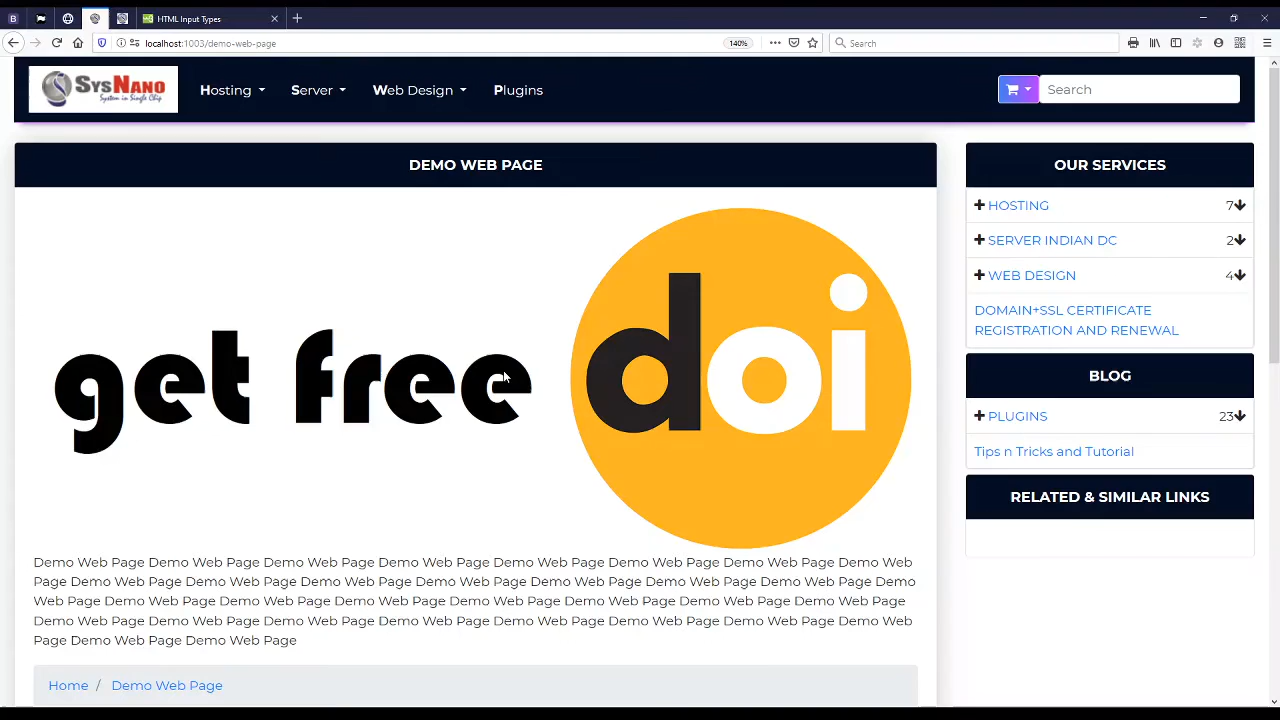 HTML Input Types
localhost:1003/demo-web-page
140%
Search
SysNano
System in Single Chip
Hosting
Server
Web Design
Plugins
Search
DEMO WEB PAGE
get free doi
Demo Web Page Demo Web Page Demo Web Page Demo Web Page Demo Web Page Demo Web Page Demo Web Page Demo Web
Page Demo Web Page Demo Web Page Demo Web Page Demo Web Page Demo Web Page Demo Web Page Demo Web Page Demo
Web Page Demo Web Page Demo Web Page Demo Web Page Demo Web Page Demo Web Page Demo Web Page Demo Web Page
Demo Web Page Demo Web Page Demo Web Page Demo Web Page Demo Web Page Demo Web Page Demo Web Page Demo Web
Page Demo Web Page Demo Web Page
Home / Demo Web Page
OUR SERVICES
HOSTING 7
SERVER INDIAN DC 2
WEB DESIGN 4
DOMAIN+SSL CERTIFICATE
REGISTRATION AND RENEWAL
BLOG
PLUGINS 23
Tips n Tricks and Tutorial
RELATED & SIMILAR LINKS